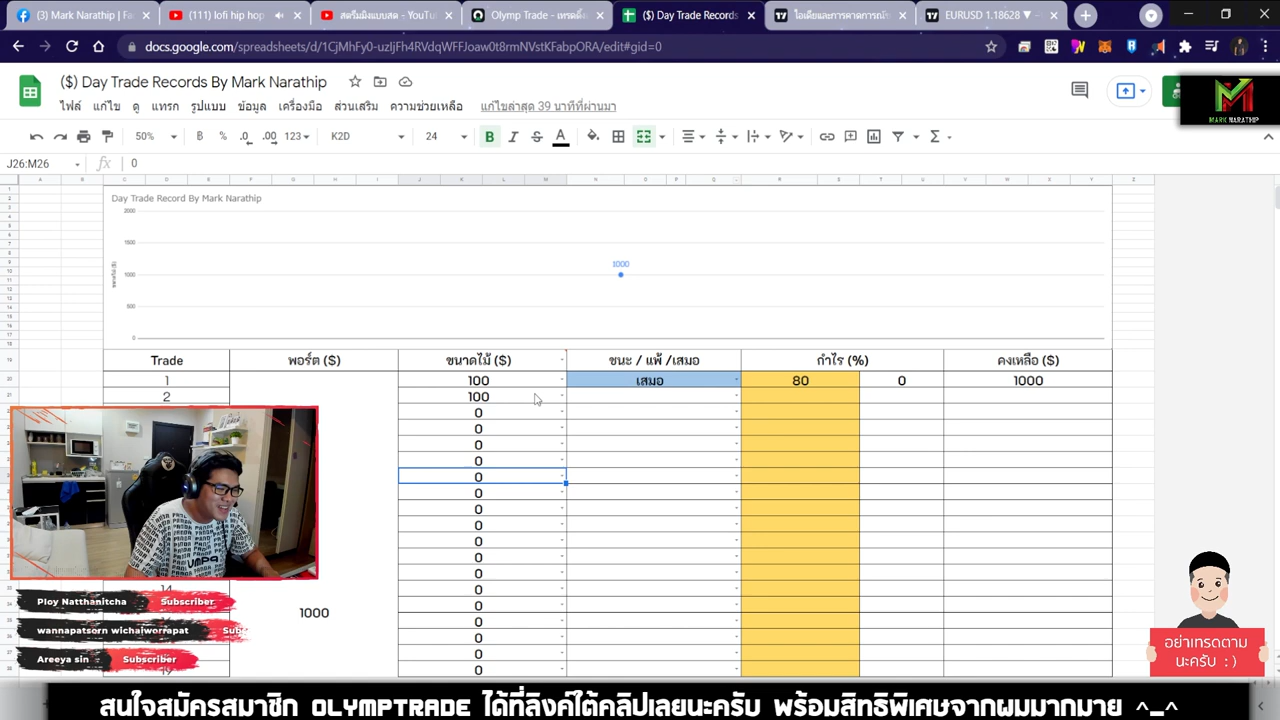 (3) Mark Narathip | Fa
(111) lofi hip hop
สตรีมมิงแบบสด - YouTu
Olymp Trade - เทรดดิ้ง
($) Day Trade Records
ไอเดียและการคาดการณ์ร
EURUSD 1.18628 ▼
docs.google.com/spreadsheets/d/1CjMhFy0-uzIjFh4RVdqWFFJoaw0t8rmNVstKFabpORA/edit#gid=0
($) Day Trade Records By Mark Narathip
ไฟล์ แก้ไข ดู แทรก รูปแบบ ข้อมูล เครื่องมือ ส่วนเสริม ความช่วยเหลือ แก้ไขล่าสุด 39 นาทีที่ผ่านมา
MARK NARATHIP
50% ฿ % .0 .00 123 K2D 24 B I S A
J26:M26 fx 0
Day Trade Record By Mark Narathip
2000
1500
1000
1000
500
0
Trade พอร์ต ($) ขนาดไม้ ($) ชนะ / แพ้ /เสมอ กำไร (%) คงเหลือ ($)
1 100 เสมอ 80 0 1000
2 100
0
0
0
0
0
0
0
0
0
0
0
14 0
0
1000
0
0
0
19 0
VMPA
Ploy Natthanitcha Subscriber
wannapatsorn wichaiworrapat Subs
Areeya sin Subscriber
อย่าเทรดตาม
นะครับ : )
สนใจสมัครสมาชิก OLYMPTRADE ได้ที่ลิงค์ใต้คลิปเลยนะครับ พร้อมสิทธิพิเศษจากผมมากมาย ^_^